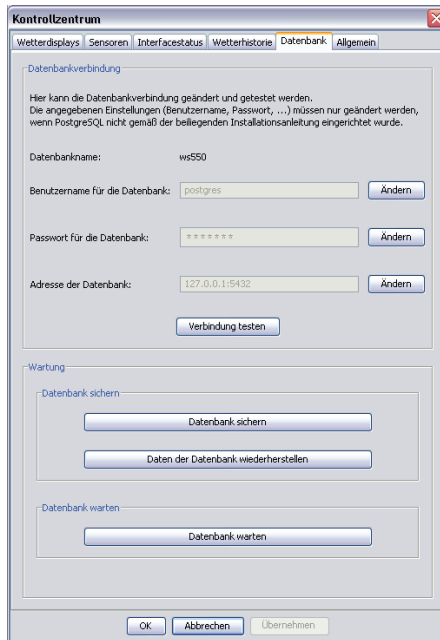 Kontrollzentrum
Wetterdisplays Sensoren Interfacestatus Wetterhistorie Datenbank Allgemein
Datenbankverbindung
Hier kann die Datenbankverbindung geändert und getestet werden.
Die angegebenen Einstellungen (Benutzername, Passwort, ...) müssen nur geändert werden,
wenn PostgreSQL nicht gemäß der beiliegenden Installationsanleitung eingerichtet wurde.
Datenbankname: ws550
Benutzername für die Datenbank: postgres Ändern
Passwort für die Datenbank: ******* Ändern
Adresse der Datenbank: 127.0.0.1:5432 Ändern
Verbindung testen
Wartung
Datenbank sichern
Datenbank sichern
Daten der Datenbank wiederherstellen
Datenbank warten
Datenbank warten
OK Abbrechen Übernehmen